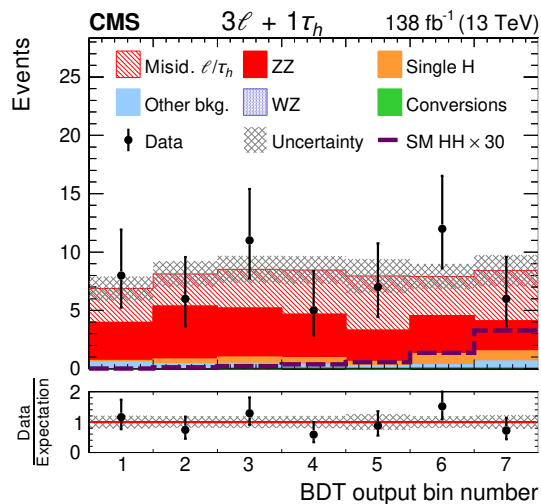 CMS 3ℓ + 1τh 138 fb⁻¹ (13 TeV)
Events
25
20
15
10
5
0
Misid. ℓ/τh ZZ Single H
Other bkg. WZ Conversions
Data Uncertainty SM HH × 30
Data
Expectation
2
1
0
1 2 3 4 5 6 7
BDT output bin number